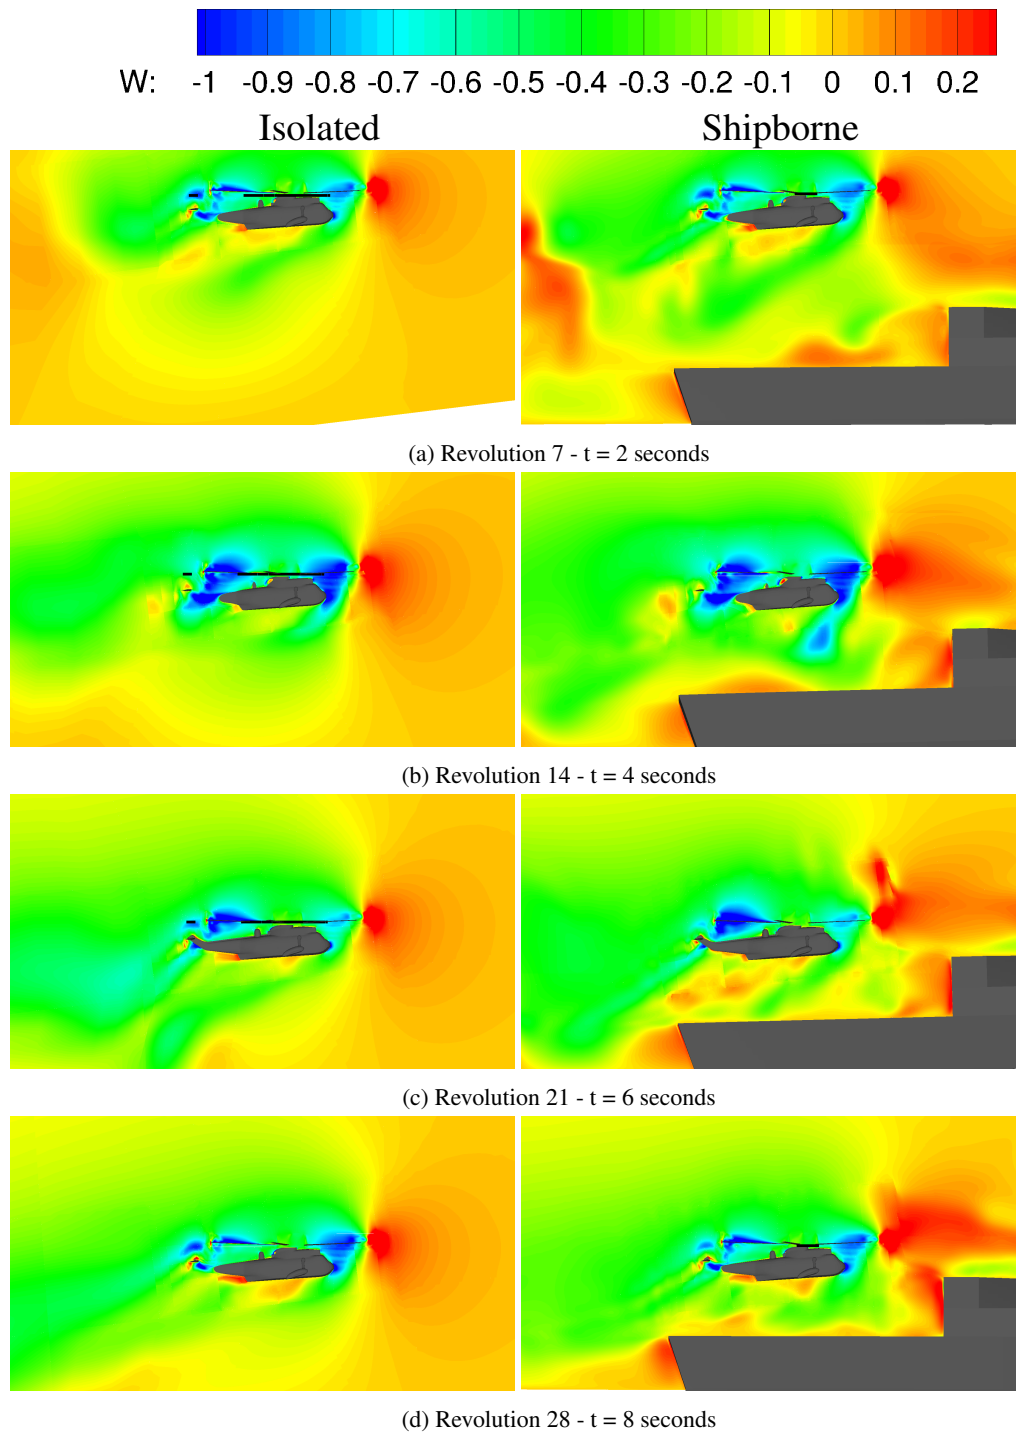 W: -1 -0.9 -0.8 -0.7 -0.6 -0.5 -0.4 -0.3 -0.2 -0.1 0 0.1 0.2
Isolated Shipborne
(a) Revolution 7 - t = 2 seconds
(b) Revolution 14 - t = 4 seconds
(c) Revolution 21 - t = 6 seconds
(d) Revolution 28 - t = 8 seconds